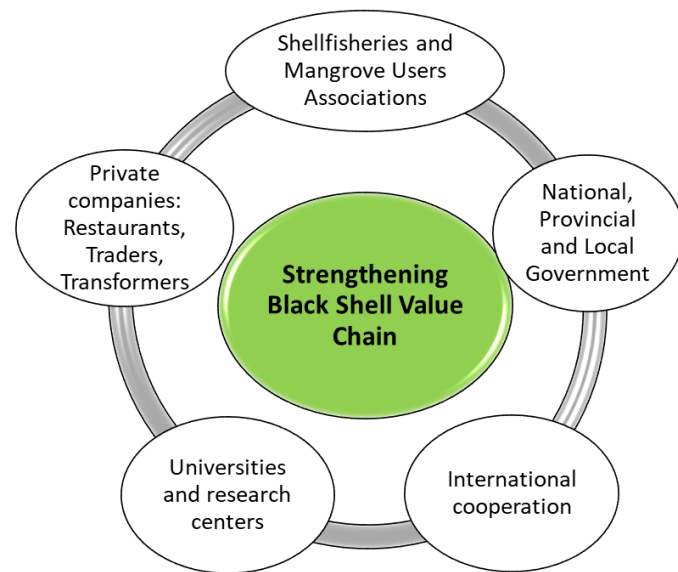 Shellfisheries and
Mangrove Users
Associations
Private
companies:
Restaurants,
Traders,
Transformers
National,
Provincial
and Local
Government
Strengthening
Black Shell Value
Chain
Universities
and research
centers
International
cooperation